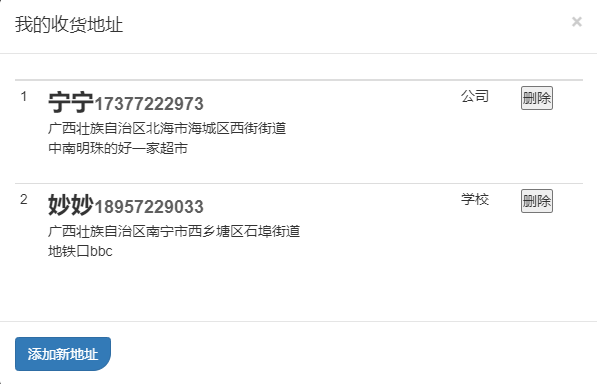 我的收货地址 ×
1 宁宁17377222973 公司 删除
广西壮族自治区北海市海城区西街街道
中南明珠的好一家超市
2 妙妙18957229033 学校 删除
广西壮族自治区南宁市西乡塘区石埠街道
地铁口bbc
添加新地址